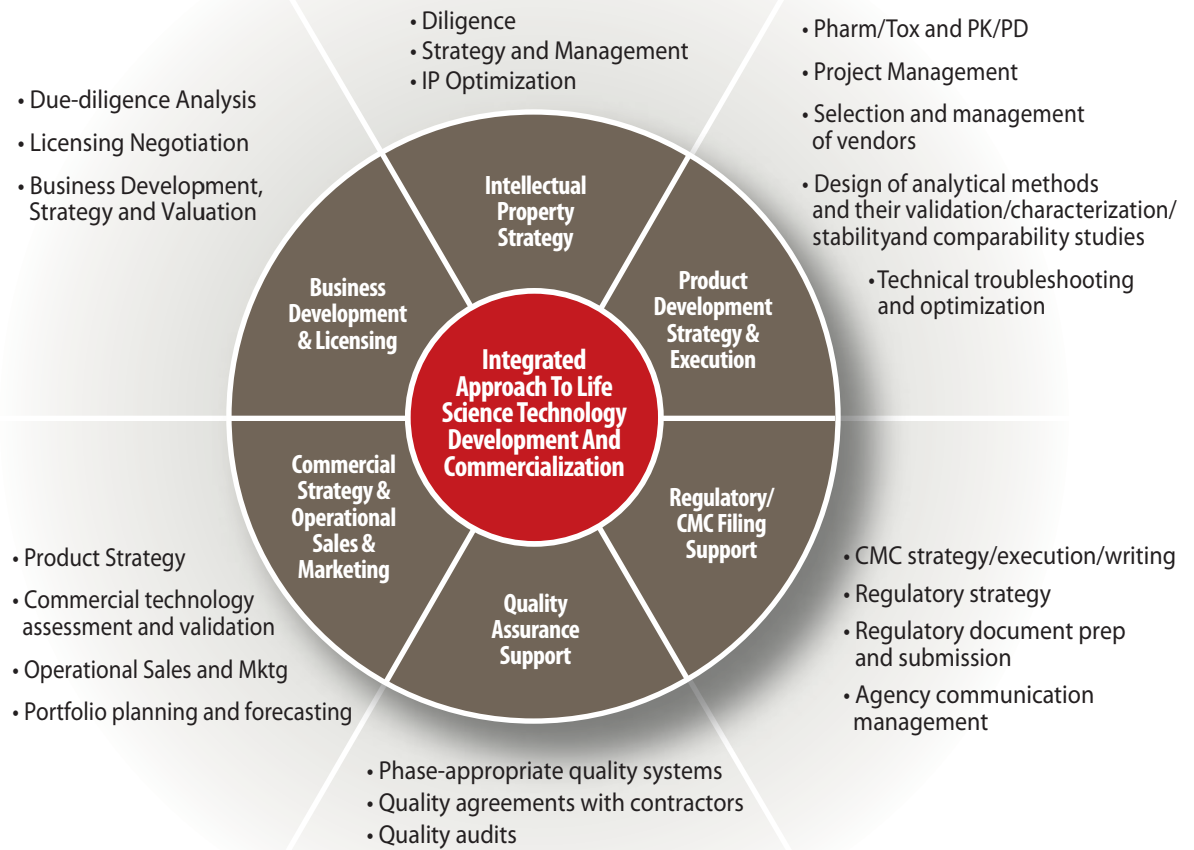 • Diligence
• Strategy and Management
• IP Optimization
• Pharm/Tox and PK/PD
• Project Management
• Selection and management
of vendors
• Design of analytical methods
and their validation/characterization/
stabilityand comparability studies
• Technical troubleshooting
and optimization
• Due-diligence Analysis
• Licensing Negotiation
• Business Development,
Strategy and Valuation
Intellectual
Property
Strategy
Business
Development
& Licensing
Product
Development
Strategy &
Execution
Integrated
Approach To Life
Science Technology
Development And
Commercialization
Commercial
Strategy &
Operational
Sales &
Marketing
Regulatory/
CMC Filing
Support
Quality
Assurance
Support
• Product Strategy
• Commercial technology
assessment and validation
• Operational Sales and Mktg
• Portfolio planning and forecasting
• CMC strategy/execution/writing
• Regulatory strategy
• Regulatory document prep
and submission
• Agency communication
management
• Phase-appropriate quality systems
• Quality agreements with contractors
• Quality audits